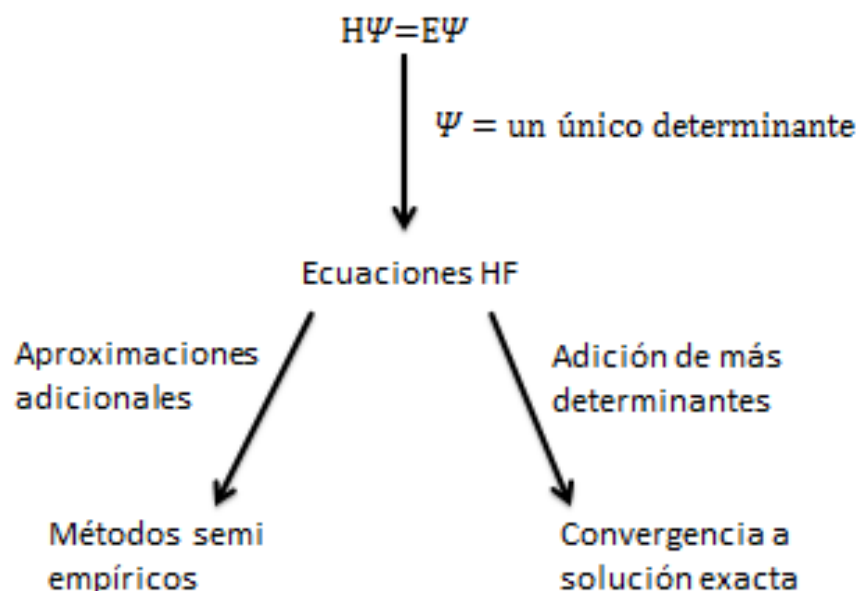 HΨ=EΨ
Ψ = un único determinante
Ecuaciones HF
Aproximaciones
adicionales
Adición de más
determinantes
Métodos semi
empíricos
Convergencia a
solución exacta